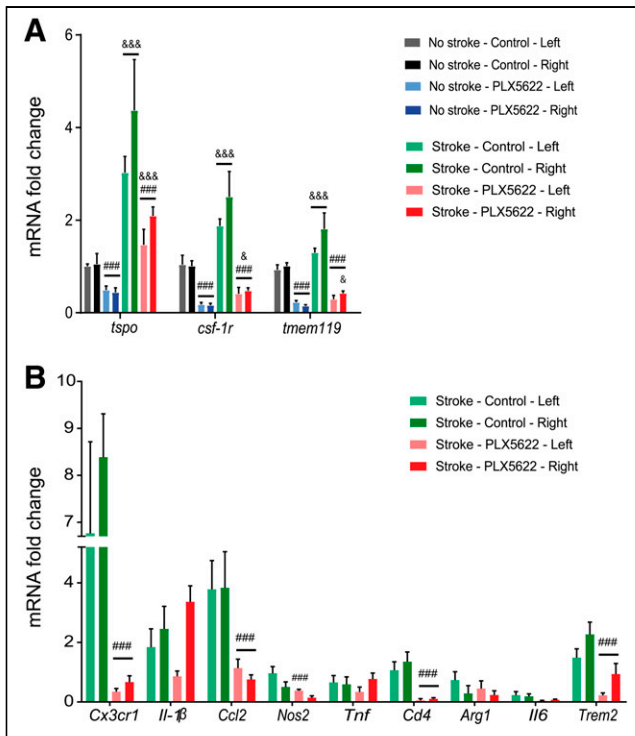 A
6
4
2
0
mRNA fold change
&&&
&&&
###
###
&&&
###
&
###
&&&
###
###
&
tspo
csf-1r
tmem119
No stroke - Control - Left
No stroke - Control - Right
No stroke - PLX5622 - Left
No stroke - PLX5622 - Right
Stroke - Control - Left
Stroke - Control - Right
Stroke - PLX5622 - Left
Stroke - PLX5622 - Right
B
10
9
8
7
4
2
0
mRNA fold change
Stroke - Control - Left
Stroke - Control - Right
Stroke - PLX5622 - Left
Stroke - PLX5622 - Right
###
###
###
###
###
Cx3cr1 Il-1β Ccl2 Nos2 Tnf Cd4 Arg1 Il6 Trem2